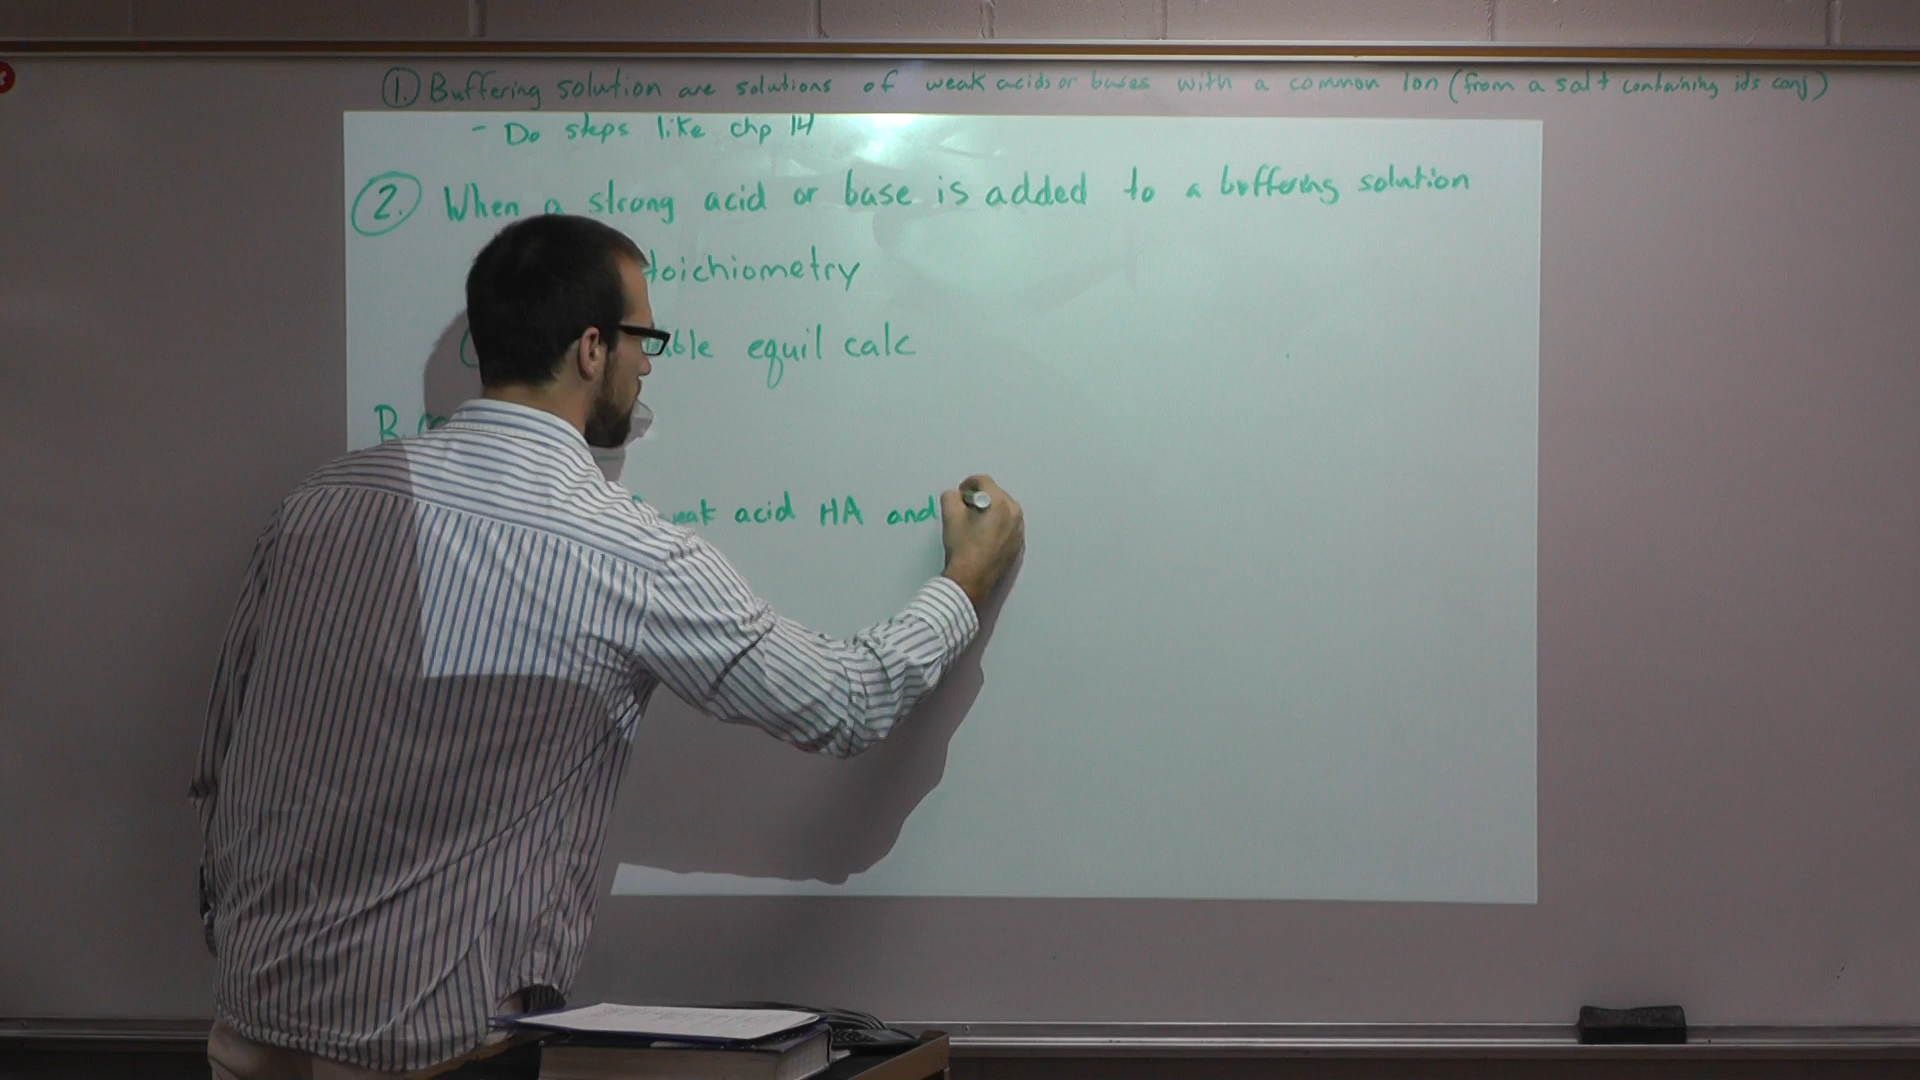 1. Buffering solution are solutions of weak acids or bases with a common Ion (from a salt containing its conj)
- Do steps like chp 14
2. When a strong acid or base is added to a buffering solution
toichiometry
equil calc
B.
acid HA and